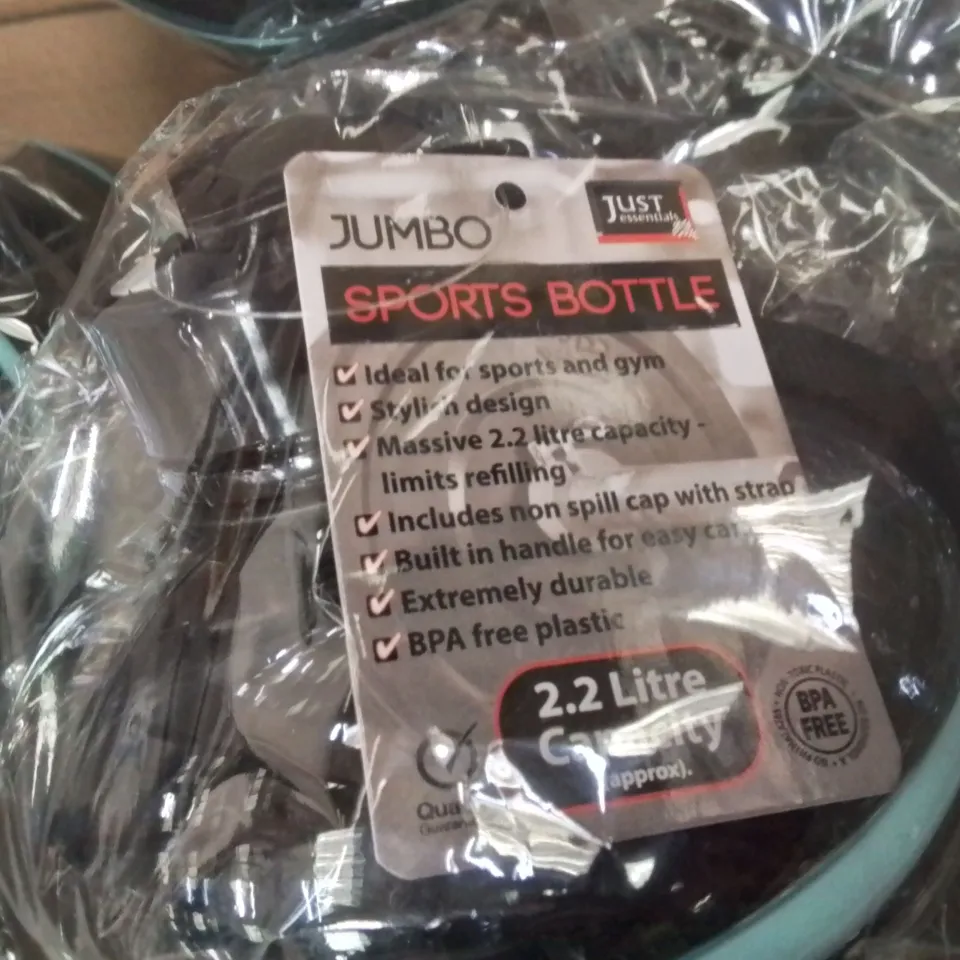 JUMBO
JUST
essentials
SPORTS BOTTLE
Ideal for sports and gym
Stylish design
Massive 2.2 litre capacity -
limits refilling
Includes non spill cap with strap
Built in handle for easy
Extremely durable
BPA free plastic
2.2 Litre
Capacity
(approx).
BPA
FREE